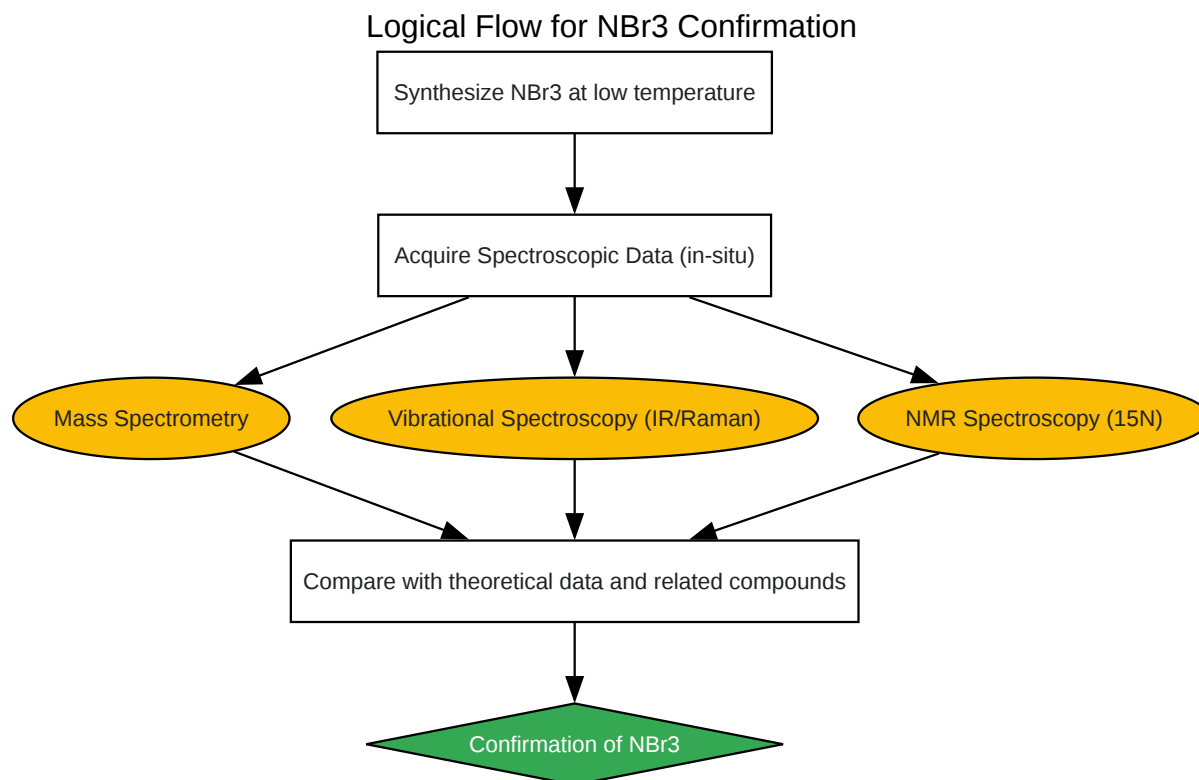 Logical Flow for NBr3 Confirmation
Synthesize NBr3 at low temperature
Acquire Spectroscopic Data (in-situ)
Mass Spectrometry
Vibrational Spectroscopy (IR/Raman)
NMR Spectroscopy (15N)
Compare with theoretical data and related compounds
Confirmation of NBr3